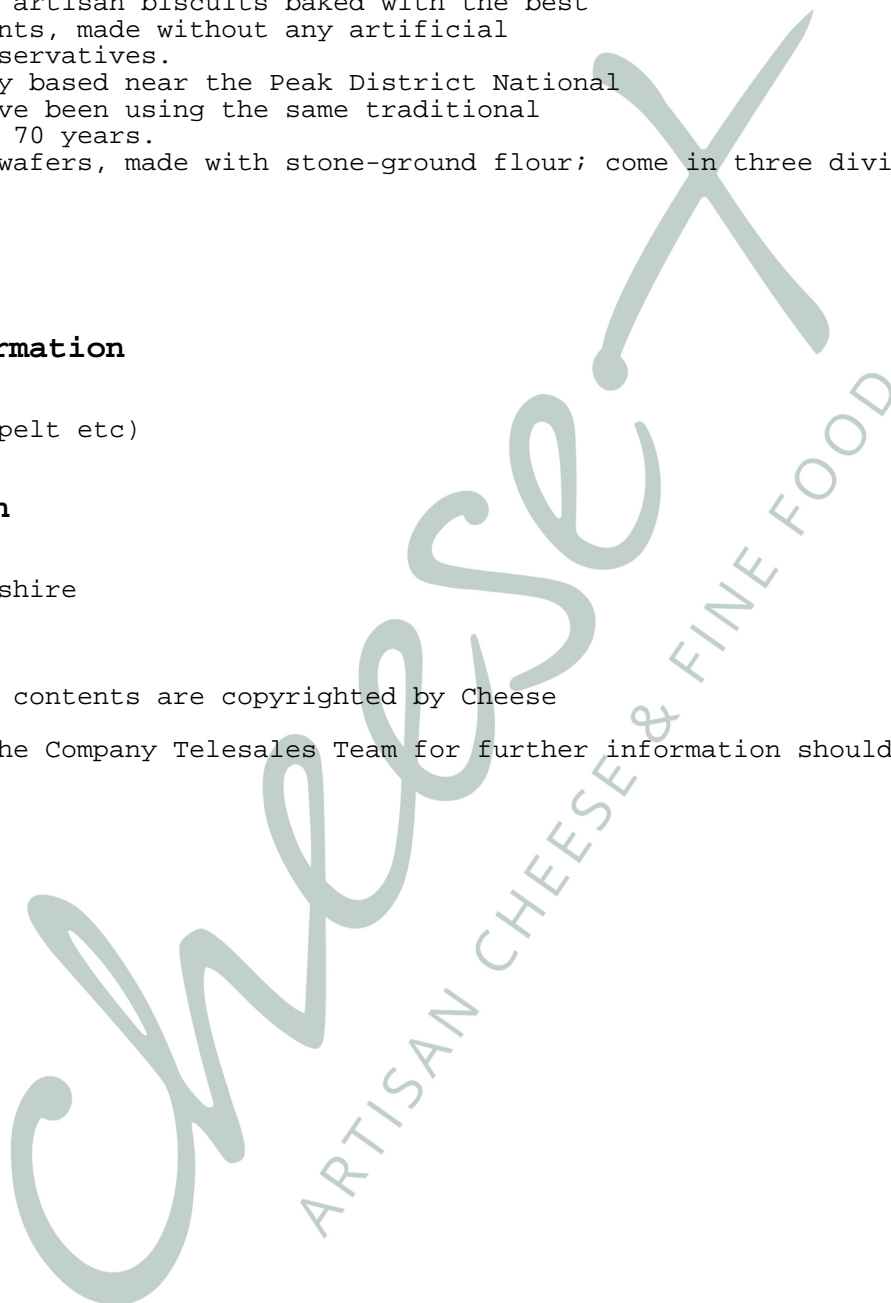 artisan biscuits baked with the best
nts, made without any artificial
servatives.
y based near the Peak District National
ve been using the same traditional
70 years.
wafers, made with stone-ground flour; come in three divi
rmation
pelt etc)
n
shire
contents are copyrighted by Cheese
he Company Telesales Team for further information should
cheese+
ARTISAN CHEESE & FINE FOOD